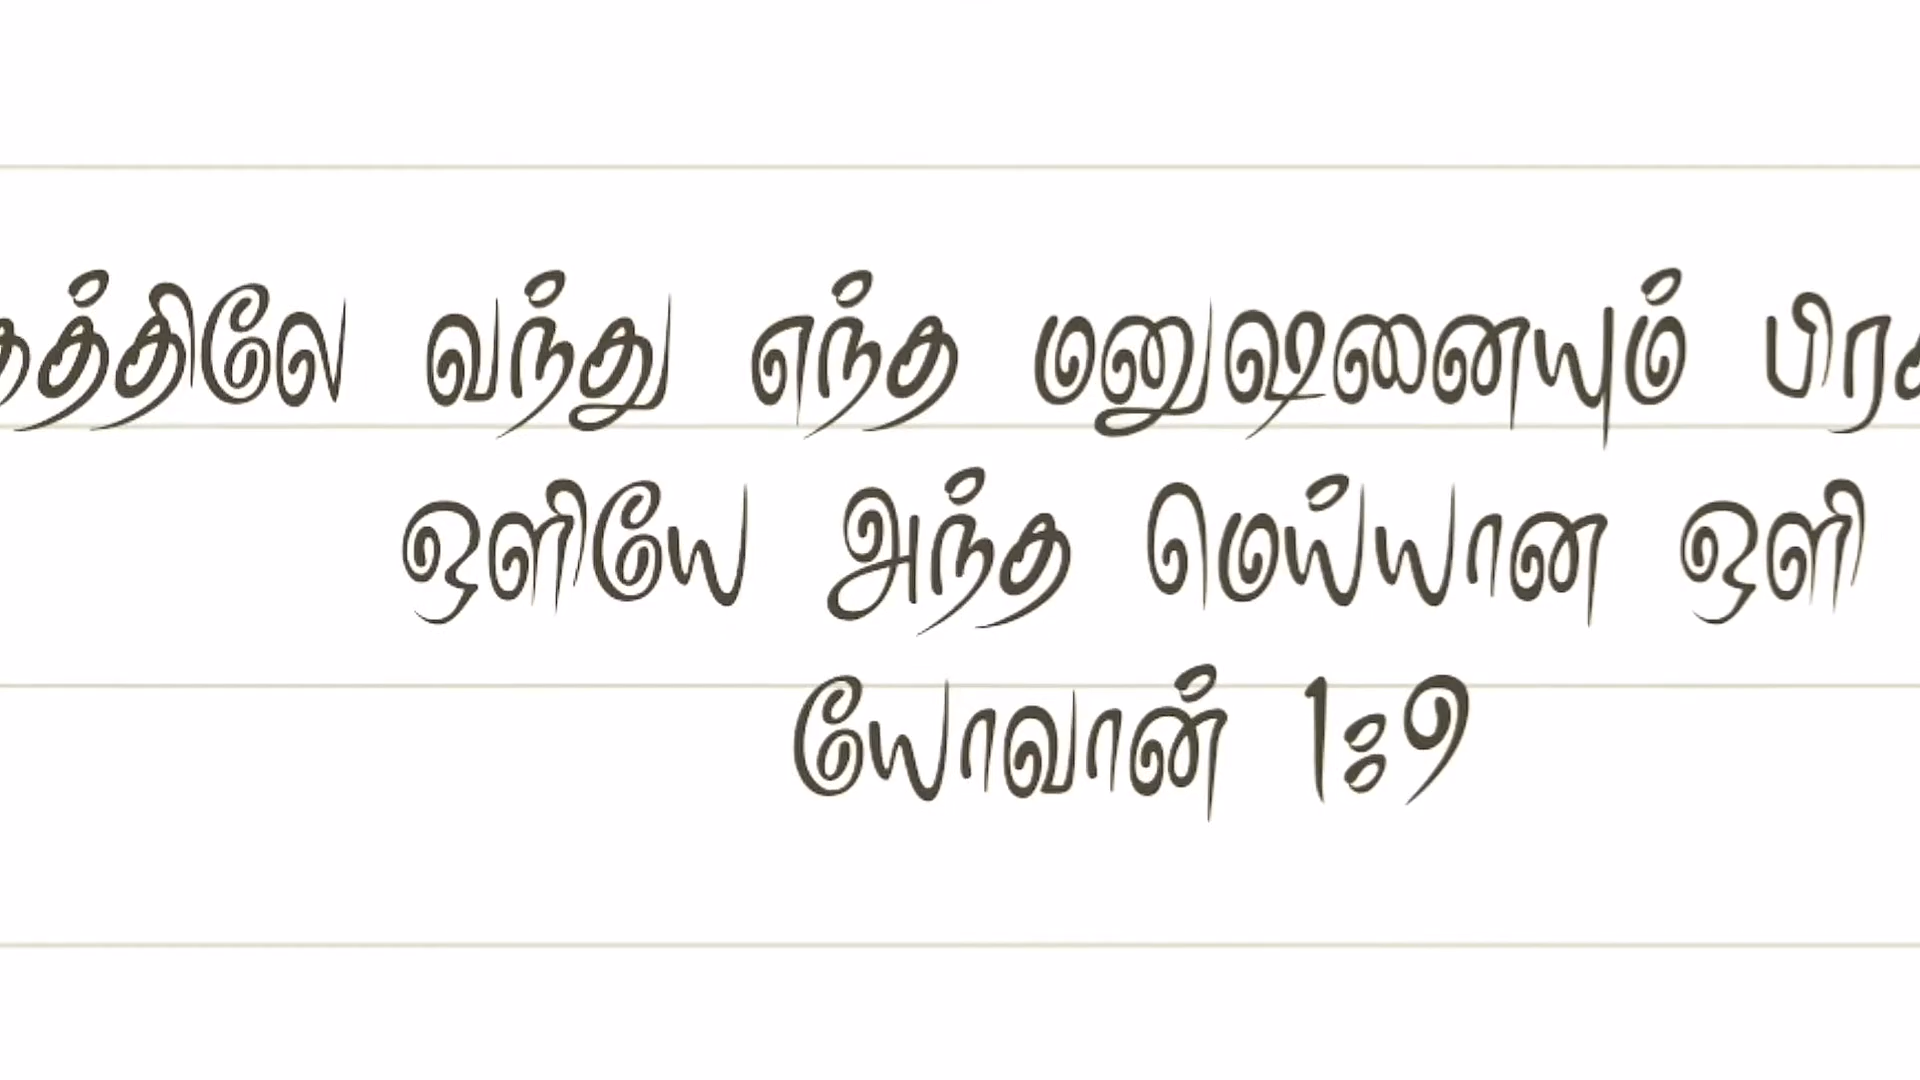 வந்து எந்த மனுஷனையும்
ஒளியே அந்த மெய்யான ஒளி
யோவான் 1:9